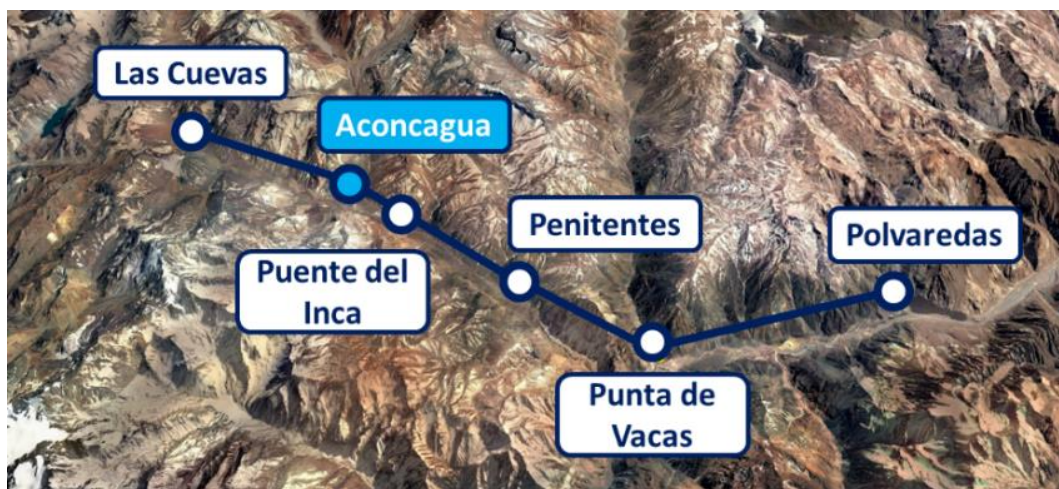 Las Cuevas
Aconcagua
Penitentes
Polvaredas
Puente del
Inca
Punta de
Vacas